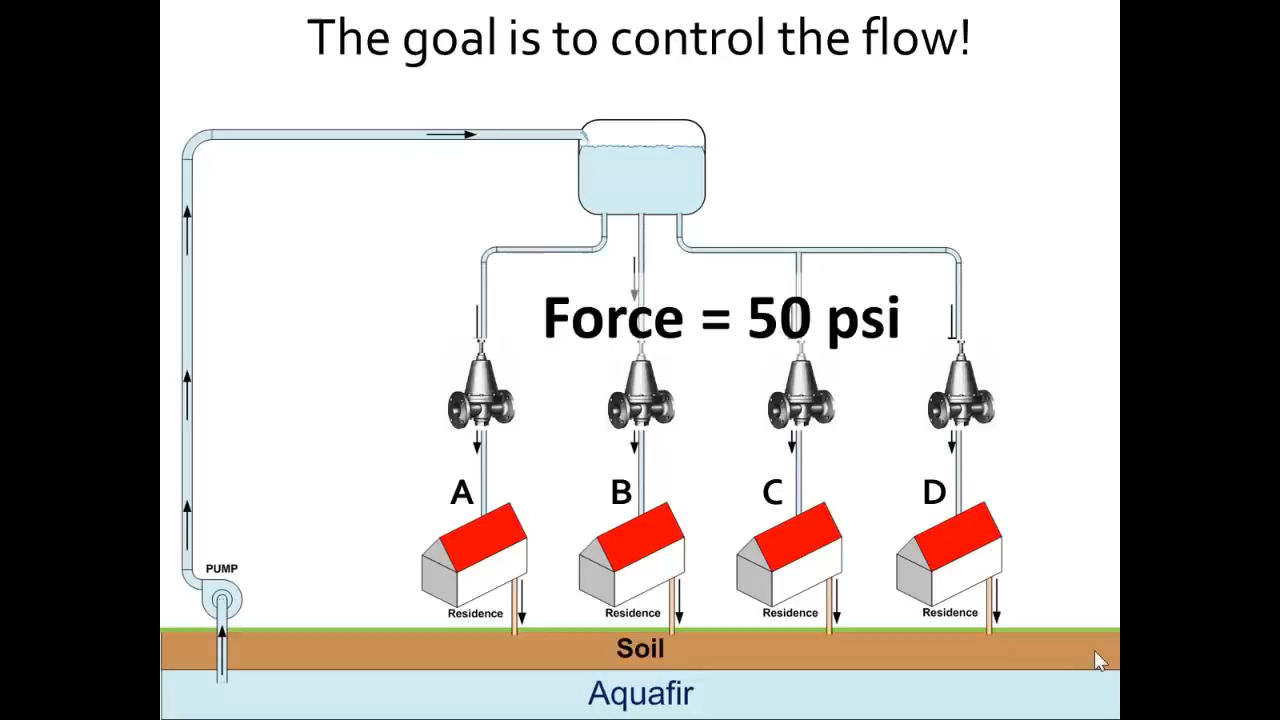 The goal is to control the flow!
Force = 50 psi
A B C D
PUMP
Residence Residence Residence Residence
Soil
Aquafir